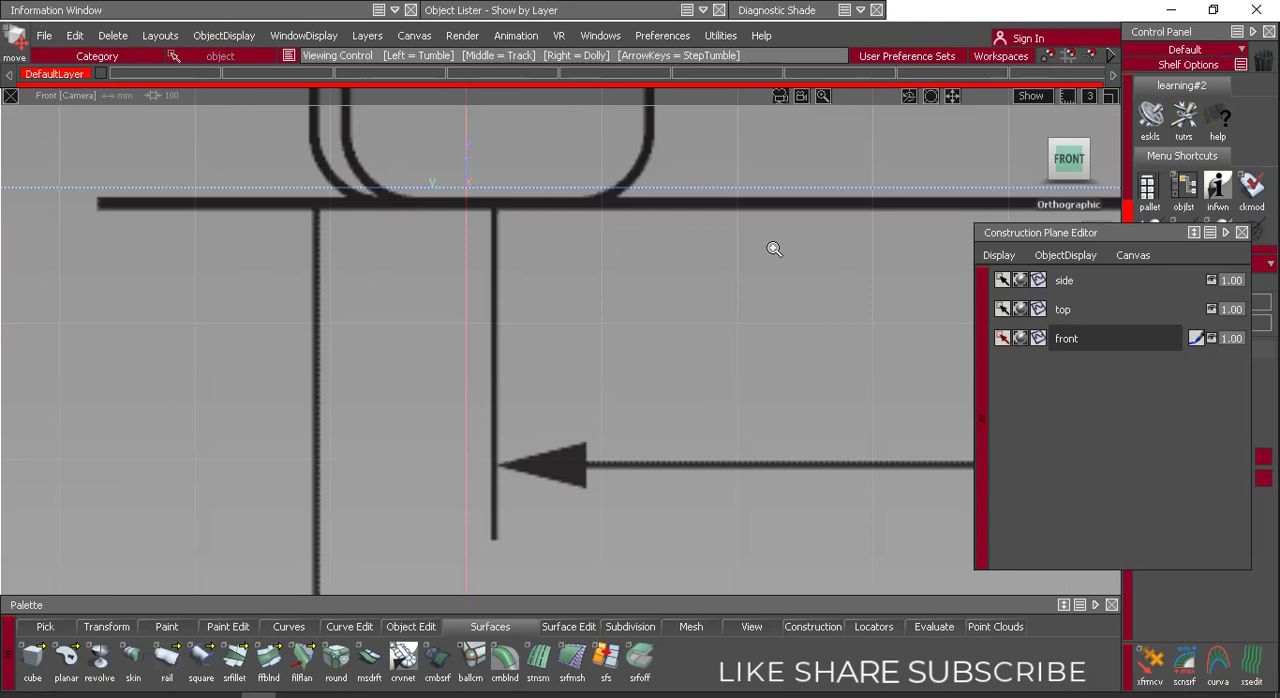 Information Window
Object Lister - Show by Layer
Diagnostic Shade
move
File Edit Delete Layouts ObjectDisplay WindowDisplay Layers Canvas Render Animation VR Windows Preferences Utilities Help
Sign In
Control Panel
Default
Shelf Options
Category
object
Viewing Control [Left = Tumble] [Middle = Track] [Right = Dolly] [ArrowKeys = StepTumble]
User Preference Sets
Workspaces
DefaultLayer
Front [Camera] mm 100
Show
3
learning#2
eskls tutrs help
Menu Shortcuts
pallet objlst infwn ckmod
z
y
x
FRONT
Orthographic
Construction Plane Editor
Display ObjectDisplay Canvas
side 1.00
top 1.00
front 1.00
Palette
Pick Transform Paint Paint Edit Curves Curve Edit Object Edit Surfaces Surface Edit Subdivision Mesh View Construction Locators Evaluate Point Clouds
cube planar revolve skin rail square srfillet ffblnd filflan round msdrft crvnet cmbsrf ballcrn cnblnd stnsm srfmsh sfs srfoff
xfrmcv scnsrf curva xsedit
LIKE SHARE SUBSCRIBE